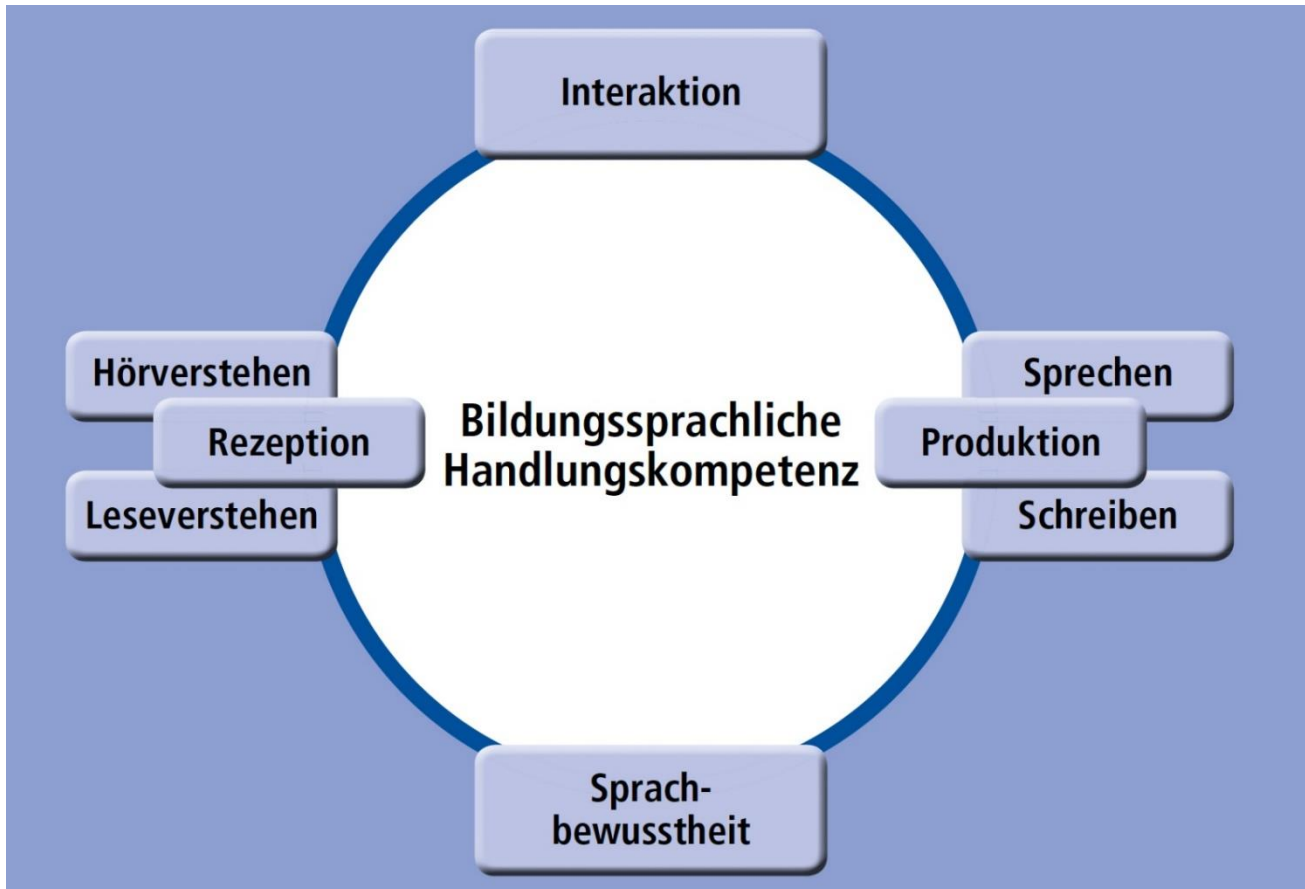 Interaktion
Hörverstehen
Rezeption
Leseverstehen
Bildungssprachliche
Handlungskompetenz
Sprechen
Produktion
Schreiben
Sprach-
bewusstheit